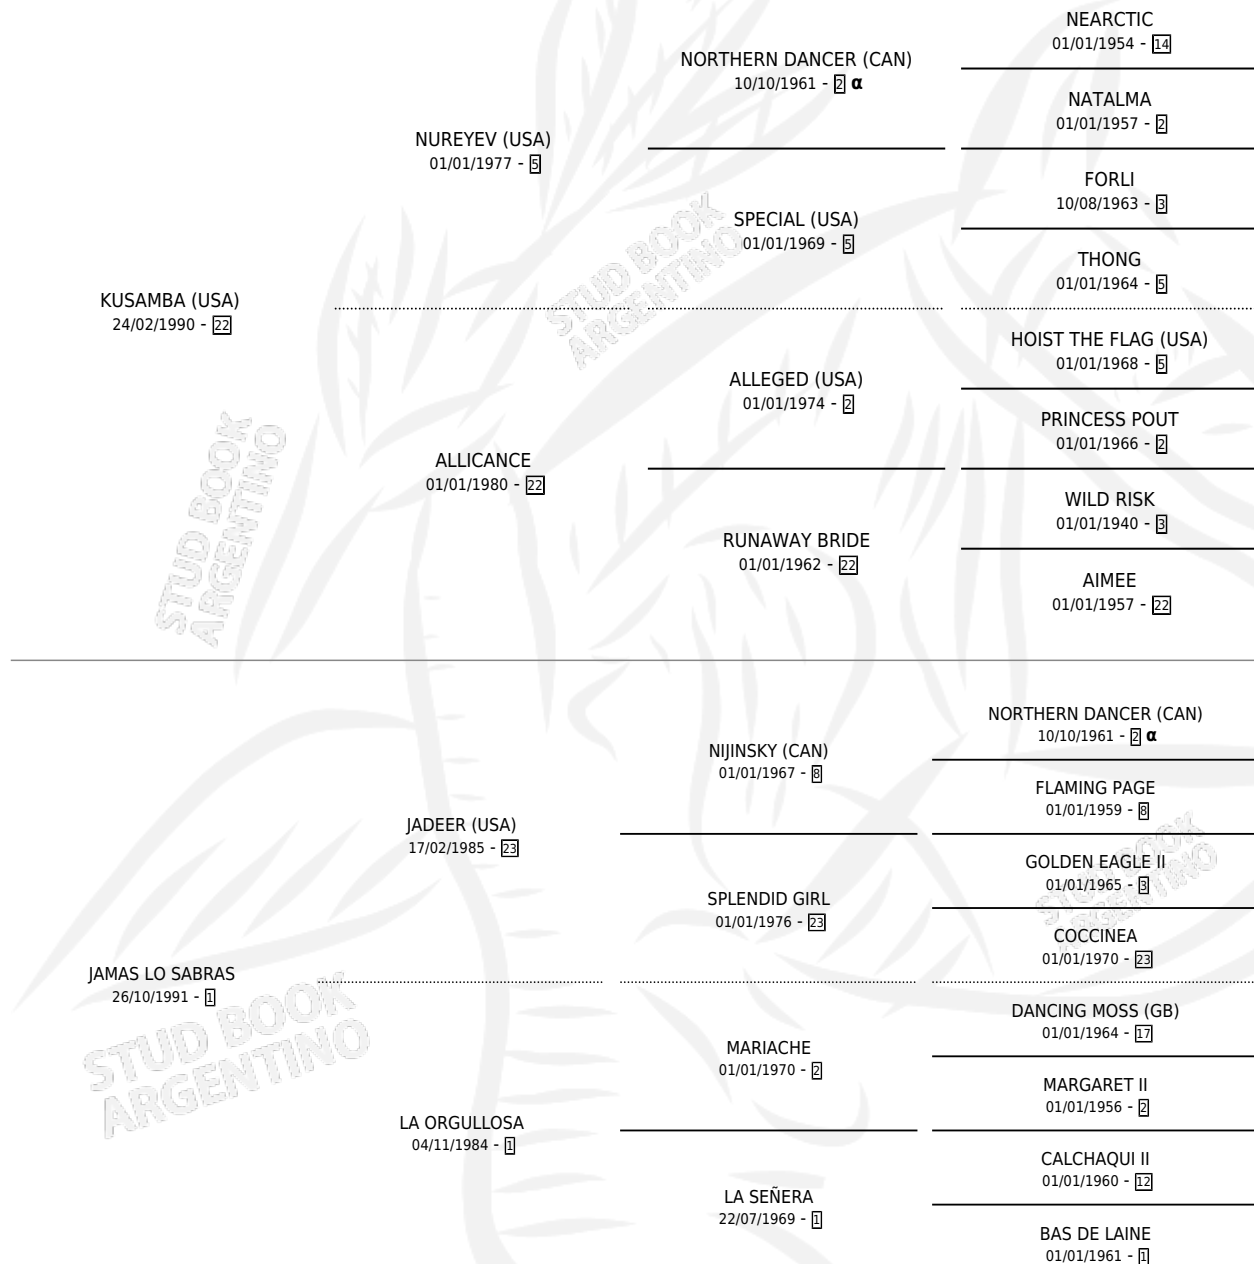 NEARCTIC
01/01/1954 - 14
NORTHERN DANCER (CAN)
10/10/1961 - 2 α
NATALMA
01/01/1957 - 2
NUREYEV (USA)
01/01/1977 - 5
FORLI
10/08/1963 - 3
SPECIAL (USA)
01/01/1969 - 5
THONG
01/01/1964 - 5
STUD BOOK
ARGENTINO
KUSAMBA (USA)
24/02/1990 - 22
HOIST THE FLAG (USA)
01/01/1968 - 5
ALLEGED (USA)
01/01/1974 - 2
PRINCESS POUT
01/01/1966 - 2
STUD BOOK
ARGENTINO
ALLICANCE
01/01/1980 - 22
WILD RISK
01/01/1940 - 3
RUNAWAY BRIDE
01/01/1962 - 22
AIMEE
01/01/1957 - 22
NORTHERN DANCER (CAN)
10/10/1961 - 2 α
NIJINSKY (CAN)
01/01/1967 - 8
FLAMING PAGE
01/01/1959 - 8
JADEER (USA)
17/02/1985 - 23
GOLDEN EAGLE II
01/01/1965 - 3
STUD BOOK
ARGENTINO
SPLENDID GIRL
01/01/1976 - 23
COCCINEA
01/01/1970 - 23
JAMAS LO SABRAS
26/10/1991 - 1
STUD BOOK
ARGENTINO
DANCING MOSS (GB)
01/01/1964 - 17
MARIACHE
01/01/1970 - 2
MARGARET II
01/01/1956 - 2
LA ORGULLOSA
04/11/1984 - 1
CALCHAQUI II
01/01/1960 - 12
LA SEÑERA
22/07/1969 - 1
BAS DE LAINE
01/01/1961 - 1